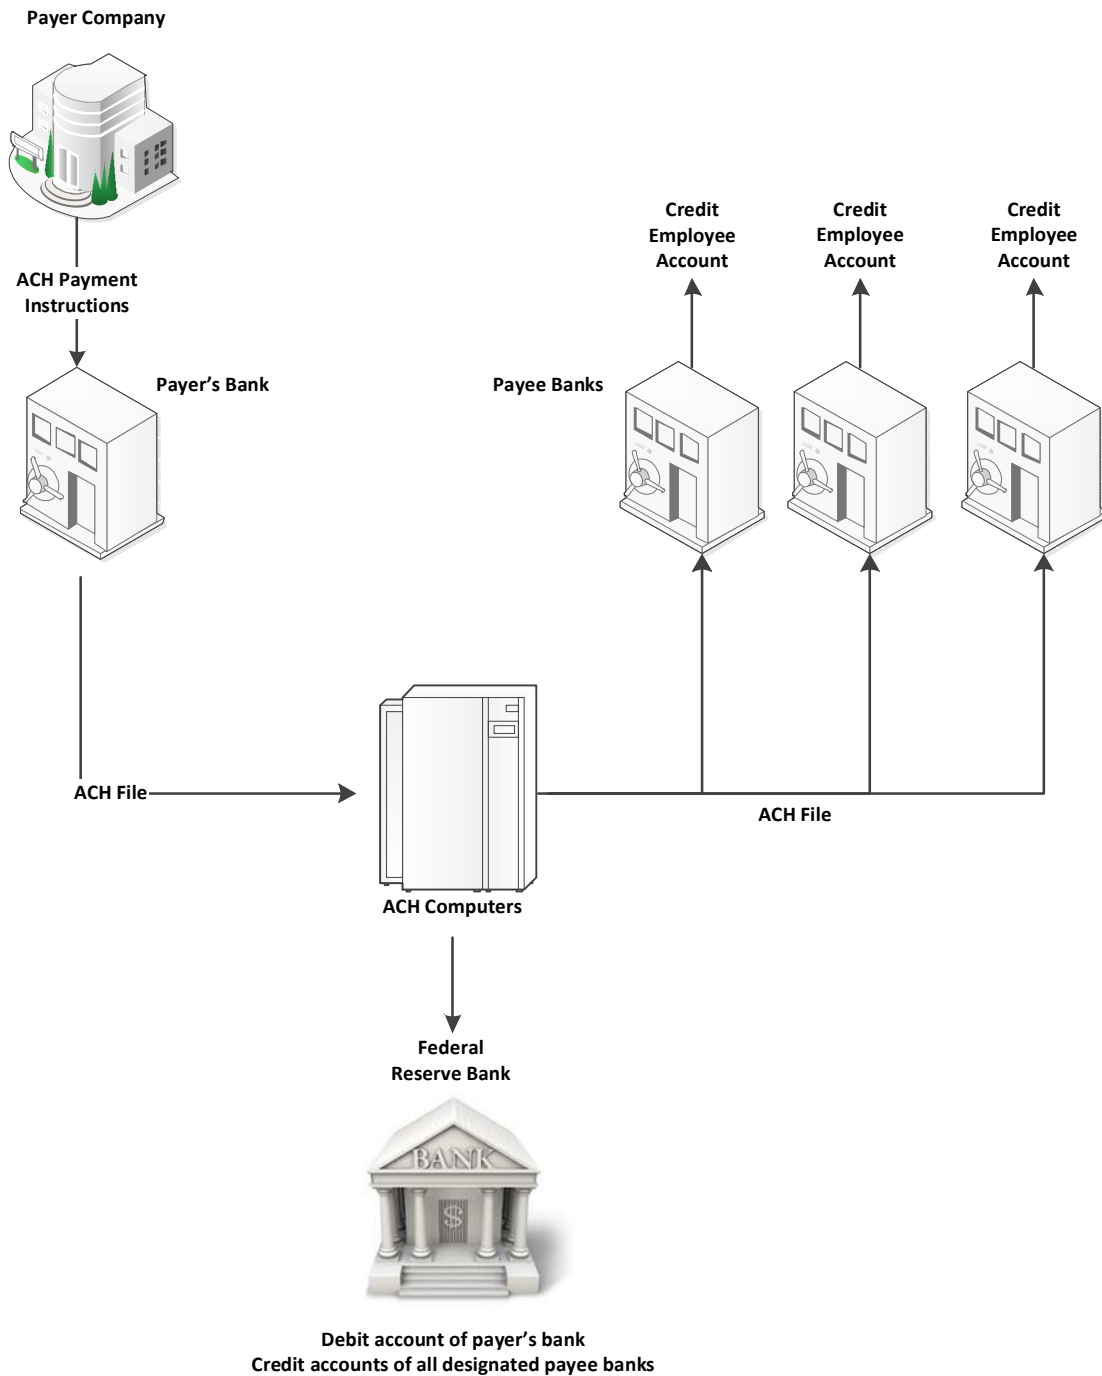 Payer Company
ACH Payment
Instructions
Payer’s Bank
Credit
Employee
Account
Credit
Employee
Account
Credit
Employee
Account
Payee Banks
ACH File
ACH File
ACH Computers
Federal
Reserve Bank
BANK
$
Debit account of payer’s bank
Credit accounts of all designated payee banks